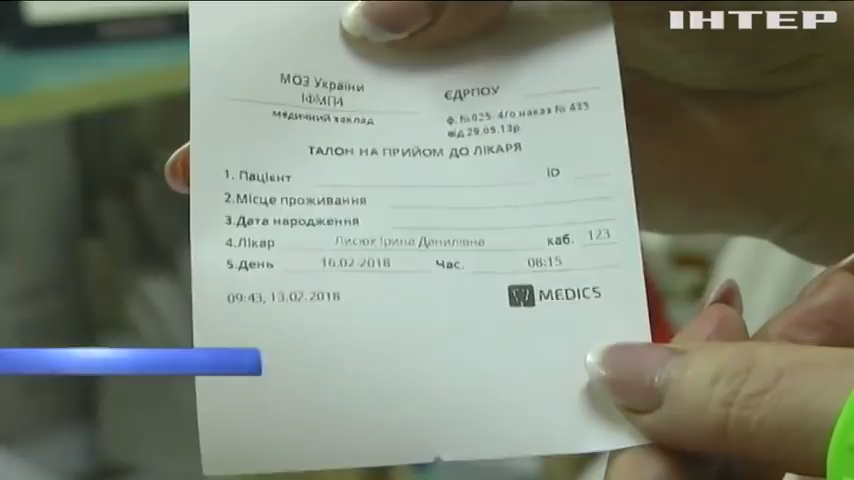 ІНТЕР
МОЗ України
ІФМПА
медичний заклад
ЄДРПОУ
ф. №025-4/о наказ № 435
від 29.05.13р.
ТАЛОН НА ПРИЙОМ ДО ЛІКАРЯ
1. Пацієнт ID
2.Місце проживання
3.Дата народження
4.Лікар Лисюк Ірина Данилівна каб. 123
5.День 16.02.2018 Час. 08:15
09:43, 13.02.2018
MEDICS